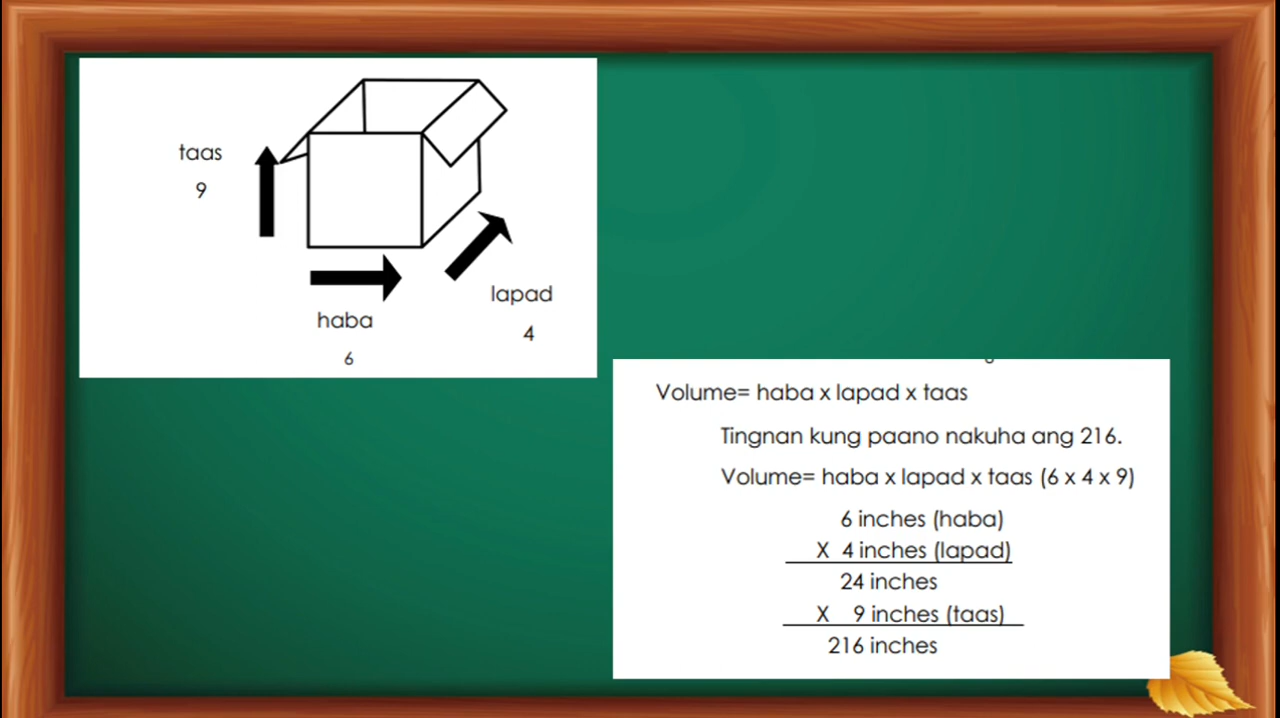 taas
9
lapad
4
haba
6
Volume= haba x lapad x taas
Tingnan kung paano nakuha ang 216.
Volume= haba x lapad x taas (6 x 4 x 9)
6 inches (haba)
X 4 inches (lapad)
24 inches
X 9 inches (taas)
216 inches